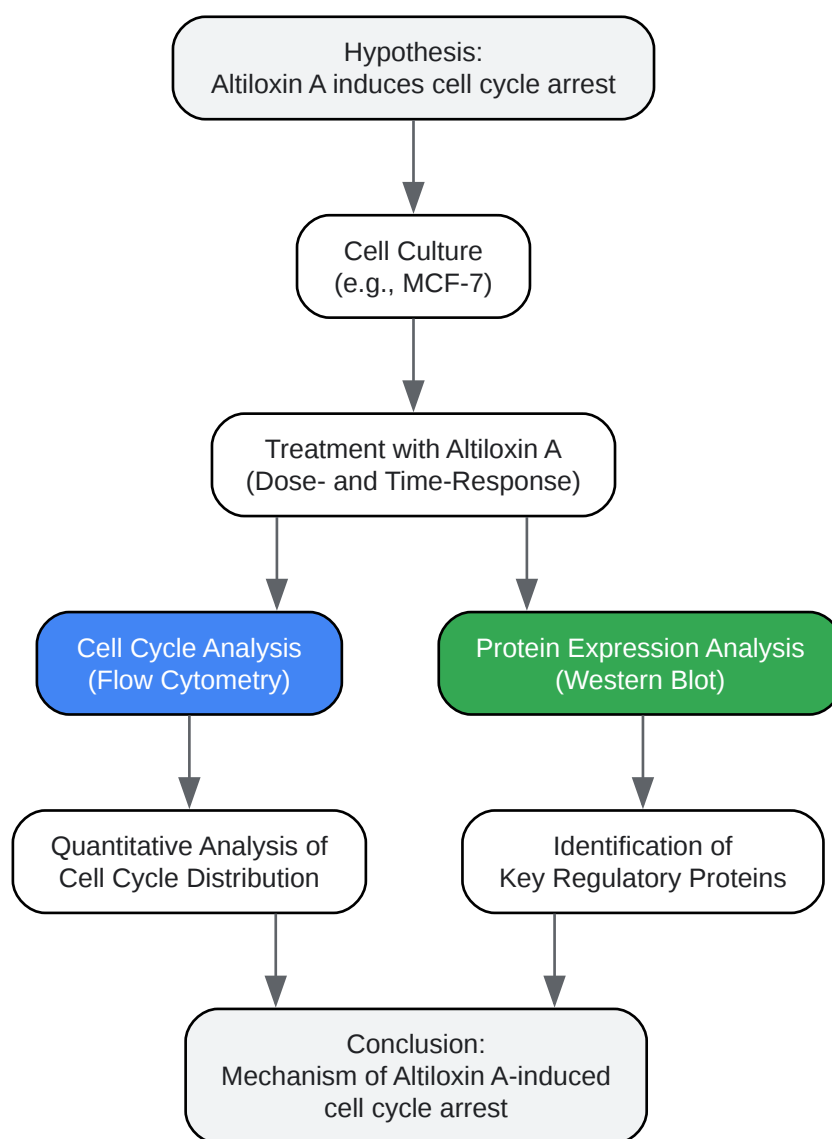 Hypothesis:
Altiloxin A induces cell cycle arrest
Cell Culture
(e.g., MCF-7)
Treatment with Altiloxin A
(Dose- and Time-Response)
Cell Cycle Analysis
(Flow Cytometry)
Protein Expression Analysis
(Western Blot)
Quantitative Analysis of
Cell Cycle Distribution
Identification of
Key Regulatory Proteins
Conclusion:
Mechanism of Altiloxin A-induced
cell cycle arrest